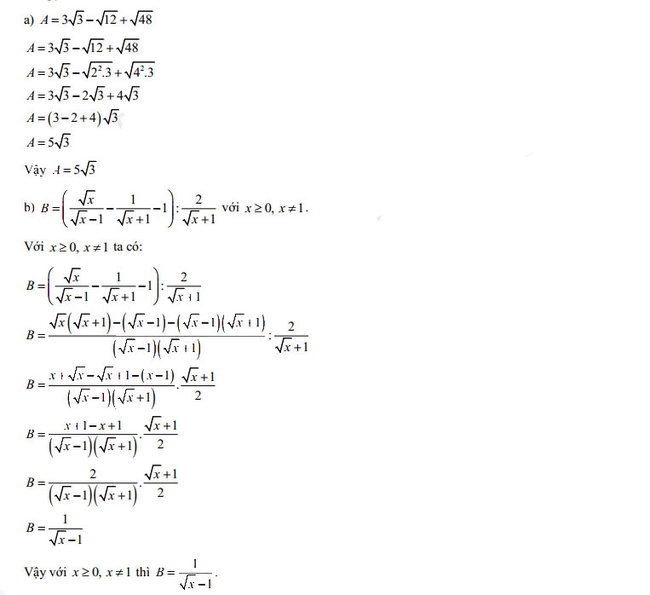 a) A = 3√3 − √12 + √48
A = 3√3 − √12 + √48
A = 3√3 − √(2².3) + √(4².3)
A = 3√3 − 2√3 + 4√3
A = (3 − 2 + 4)√3
A = 5√3
Vậy A = 5√3
b) B = (√x/(√x − 1) − 1/(√x + 1) − 1) : 2/(√x + 1) với x ≥ 0, x ≠ 1.
Với x ≥ 0, x ≠ 1 ta có:
B = (√x/(√x − 1) − 1/(√x + 1) − 1) : 2/(√x + 1)
B = (√x(√x + 1) − (√x − 1) − (√x − 1)(√x + 1))/((√x − 1)(√x + 1)) : 2/(√x + 1)
B = (x + √x − √x + 1 − (x − 1))/((√x − 1)(√x + 1)) . (√x + 1)/2
B = (x + 1 − x + 1)/((√x − 1)(√x + 1)) . (√x + 1)/2
B = 2/((√x − 1)(√x + 1)) . (√x + 1)/2
B = 1/(√x − 1)
Vậy với x ≥ 0, x ≠ 1 thì B = 1/(√x − 1).